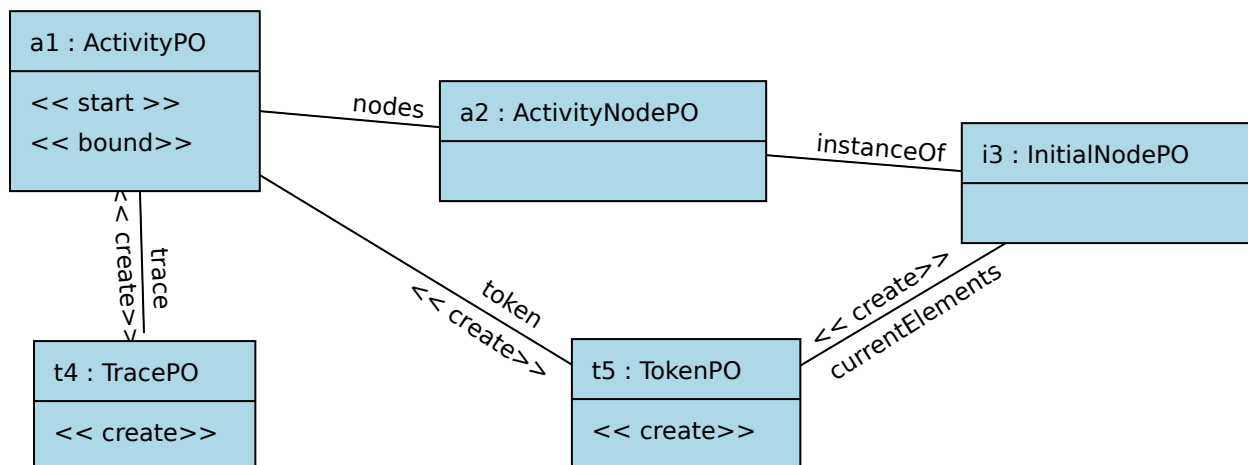 a1 : ActivityPO
<< start >>
<< bound>>
nodes
a2 : ActivityNodePO
instanceOf
i3 : InitialNodePO
<< create>>
trace
token
<< create>>
<< create>>
currentElements
t4 : TracePO
<< create>>
t5 : TokenPO
<< create>>